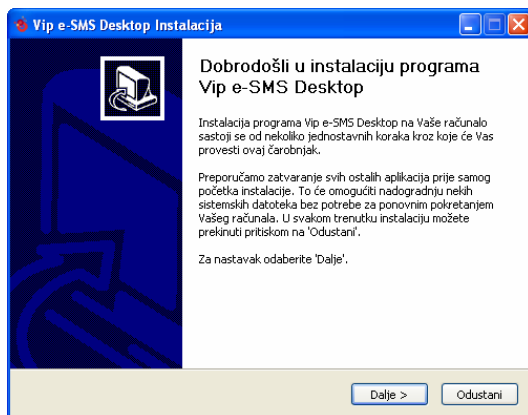 Vip e-SMS Desktop Instalacija
Dobrodošli u instalaciju programa
Vip e-SMS Desktop
Instalacija programa Vip e-SMS Desktop na Vaše računalo
sastoji se od nekoliko jednostavnih koraka kroz koje će Vas
provesti ovaj čarobnjak.
Preporučamo zatvaranje svih ostalih aplikacija prije samog
početka instalacije. To će omogućiti nadogradnju nekih
sistemskih datoteka bez potrebe za ponovnim pokretanjem
Vašeg računala. U svakom trenutku instalaciju možete
prekinuti pritiskom na 'Odustani'.
Za nastavak odaberite 'Dalje'.
Dalje >
Odustani